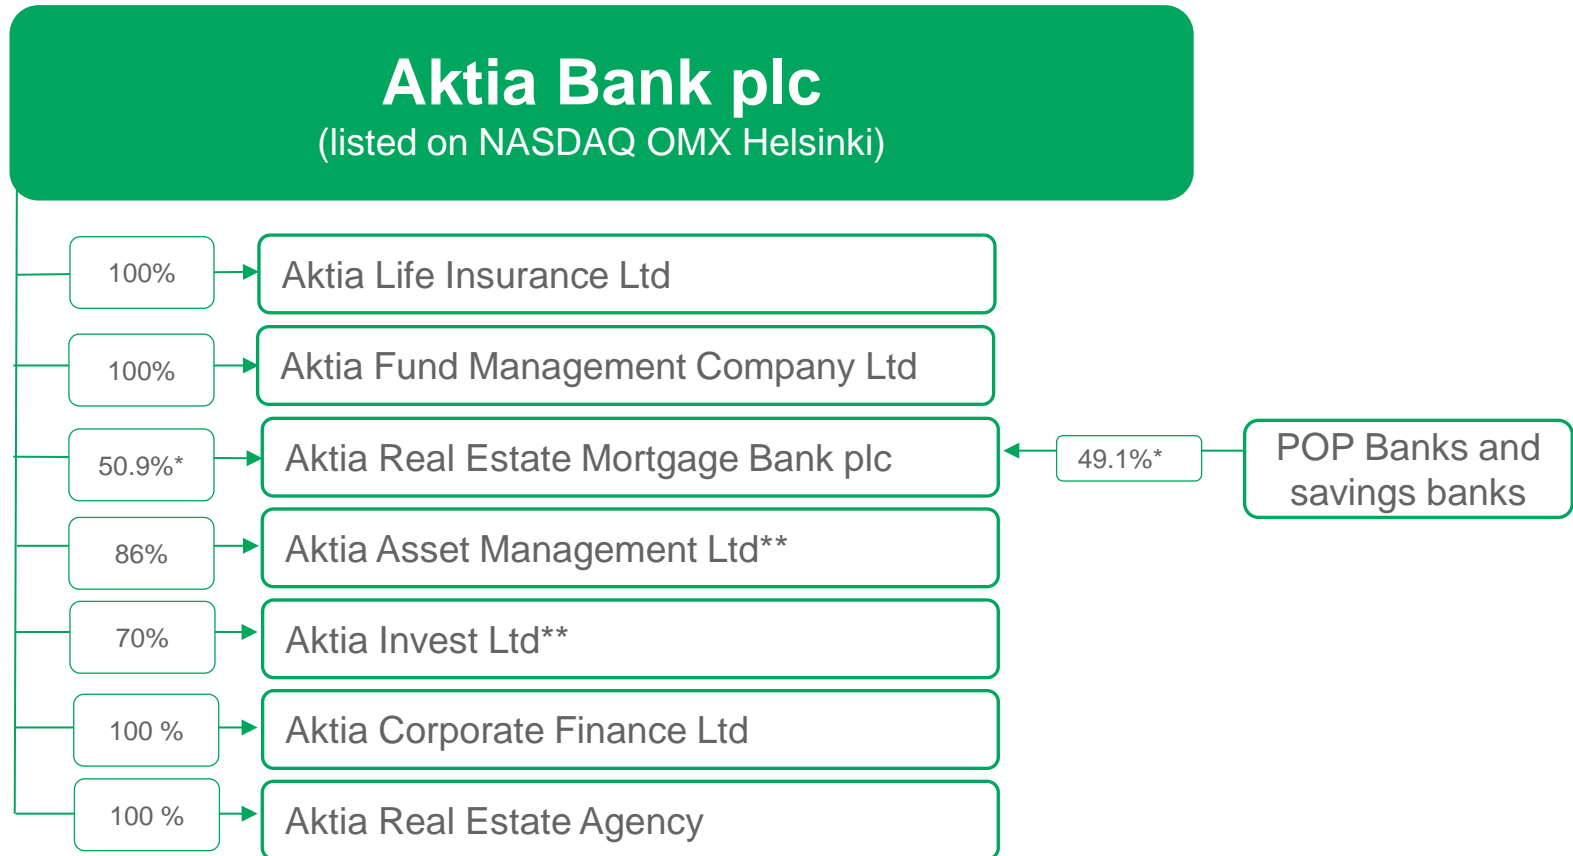 Aktia Bank plc
(listed on NASDAQ OMX Helsinki)
100%
Aktia Life Insurance Ltd
100%
Aktia Fund Management Company Ltd
50.9%*
Aktia Real Estate Mortgage Bank plc
49.1%*
POP Banks and
savings banks
86%
Aktia Asset Management Ltd**
70%
Aktia Invest Ltd**
100 %
Aktia Corporate Finance Ltd
100 %
Aktia Real Estate Agency